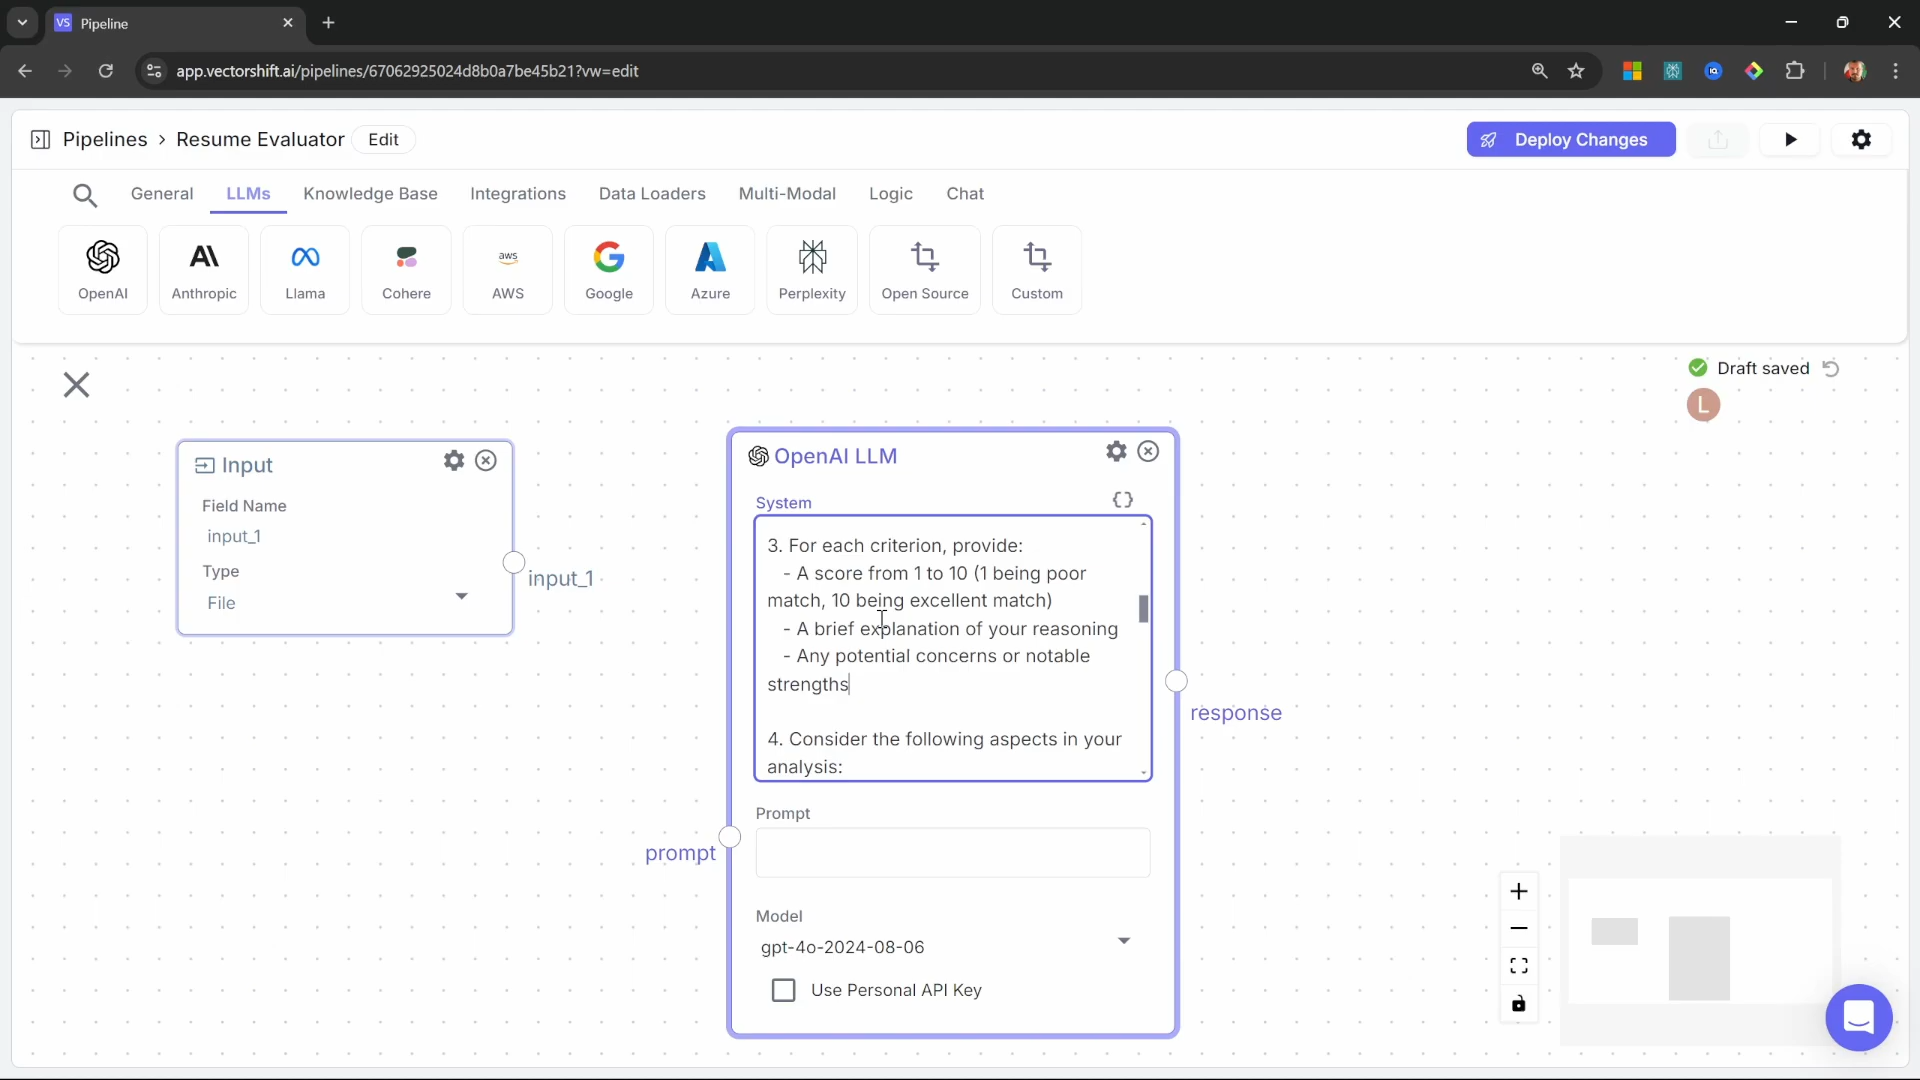 VS Pipeline
app.vectorshift.ai/pipelines/67062925024d8b0a7be45b21?vw=edit
Pipelines > Resume Evaluator Edit
Deploy Changes
General LLMs Knowledge Base Integrations Data Loaders Multi-Modal Logic Chat
aws
OpenAI Anthropic Llama Cohere AWS Google Azure Perplexity Open Source Custom
Draft saved
L
Input
Field Name
input_1
Type
File
input_1
OpenAI LLM
System
3. For each criterion, provide:
- A score from 1 to 10 (1 being poor
match, 10 being excellent match)
- A brief explanation of your reasoning
- Any potential concerns or notable
strengths
4. Consider the following aspects in your
analysis:
response
Prompt
prompt
Model
gpt-4o-2024-08-06
Use Personal API Key